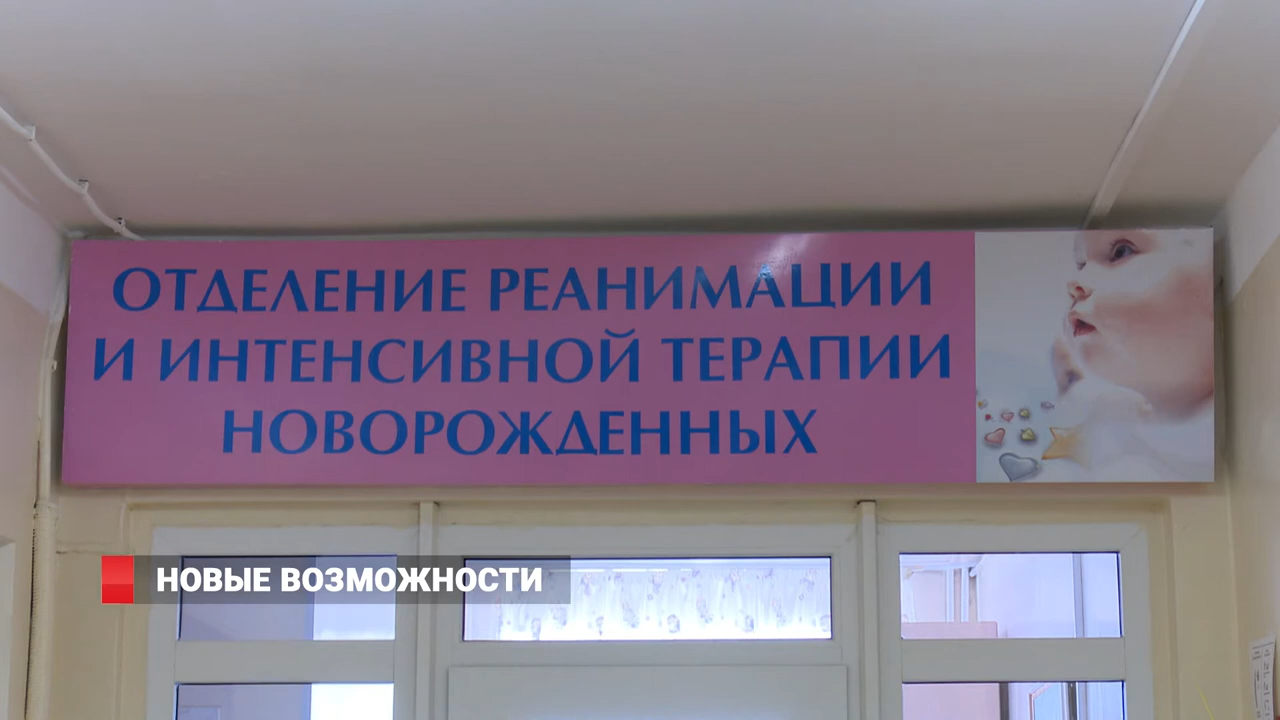 ОТДЕЛЕНИЕ РЕАНИМАЦИИ
И ИНТЕНСИВНОЙ ТЕРАПИИ
НОВОРОЖДЕННЫХ
НОВЫЕ ВОЗМОЖНОСТИ